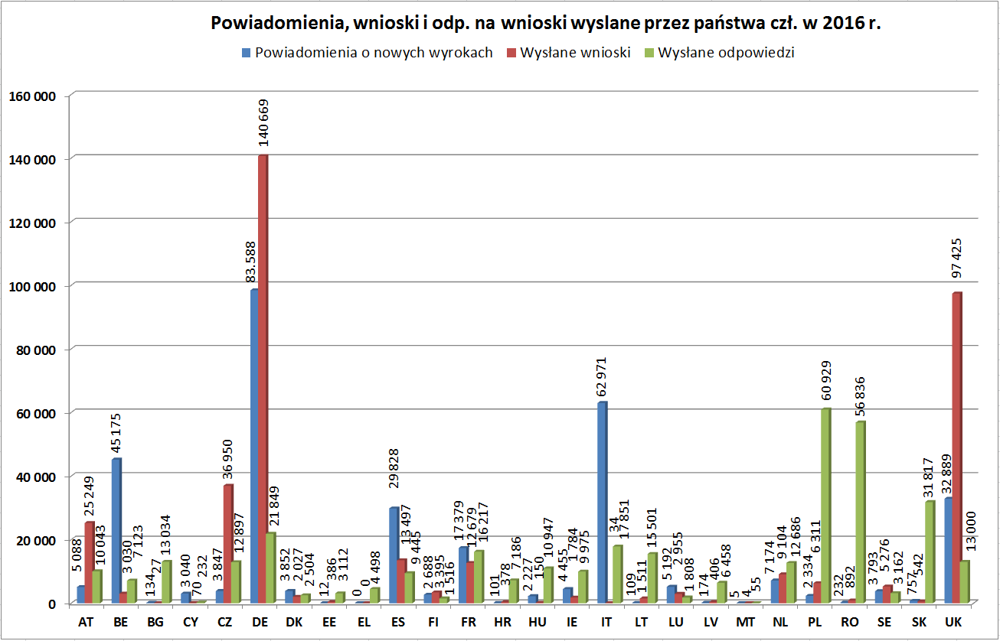 Powiadomienia, wnioski i odp. na wnioski wyslane przez państwa czł. w 2016 r.
Powiadomienia o nowych wyrokach Wysłane wnioski Wysłane odpowiedzi
160 000
140 000
120 000
100 000
80 000
60 000
40 000
20 000
0
5 088 25 249 10 043
45 175 3 030 7 123
134 27 13 034
3 040 70 232
3 847 36 950 12 897
83.588 140 669 21 849
3 852 2 027 2 504
12 386 3 112
0 0 4 498
29 828 13 497 9 445
2 688 3 395 1 516
17 379 12 679 16 217
101 378 7 186
2 227 150 10 947
4 455 1 784 9 975
62 971 34 17 851
109 1 511 15 501
5 192 2 955 1 808
174 406 6 458
5 4 55
7 174 9 104 12 686
2 334 6 311 60 929
232 892 56 836
3 793 5 276 3 162
757 542 31 817
32 889 97 425 13 000
AT BE BG CY CZ DE DK EE EL ES FI FR HR HU IE IT LT LU LV MT NL PL RO SE SK UK